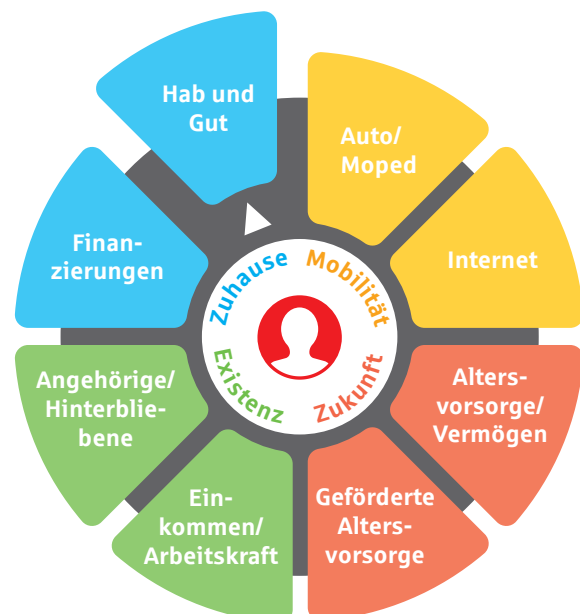 Hab und
Gut
Auto/
Moped
Internet
Alters-
vorsorge/
Vermögen
Geförderte
Alters-
vorsorge
Ein-
kommen/
Arbeitskraft
Angehörige/
Hinterblie-
bene
Finan-
zierungen
Zuhause
Mobilität
Zukunft
Existenz